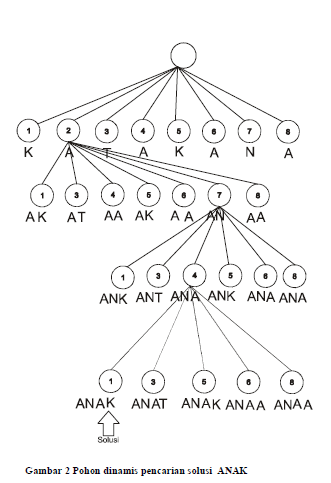 1 2 3 4 5 6 7 8
K A T A K A N A
1 3 4 5 6 7 8
AK AT AA AK AA AN AA
1 3 4 5 6 8
ANK ANT ANA ANK ANA ANA
1 3 5 6 8
ANAK ANAT ANAK ANAA ANAA
Solusi
Gambar 2 Pohon dinamis pencarian solusi ANAK